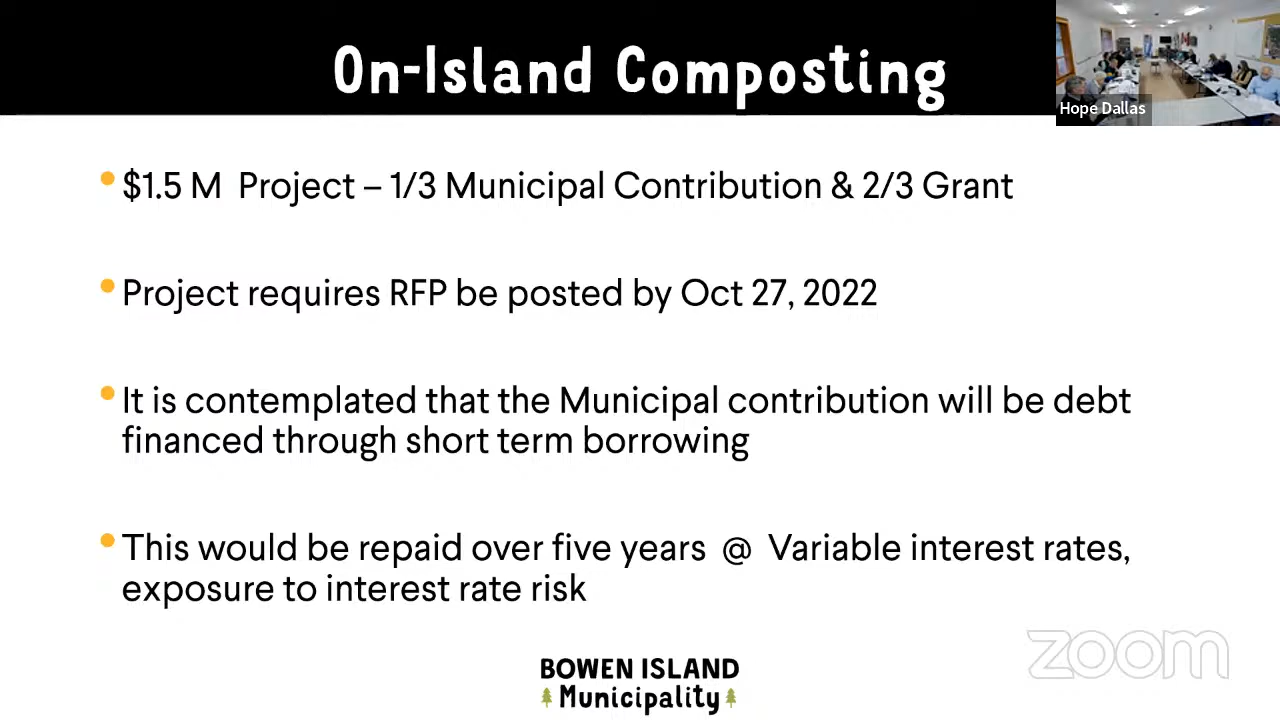 On-Island Composting
Hope Dallas
• $1.5 M Project – 1/3 Municipal Contribution & 2/3 Grant
• Project requires RFP be posted by Oct 27, 2022
• It is contemplated that the Municipal contribution will be debt
financed through short term borrowing
• This would be repaid over five years @ Variable interest rates,
exposure to interest rate risk
zoom
BOWEN ISLAND
Municipality